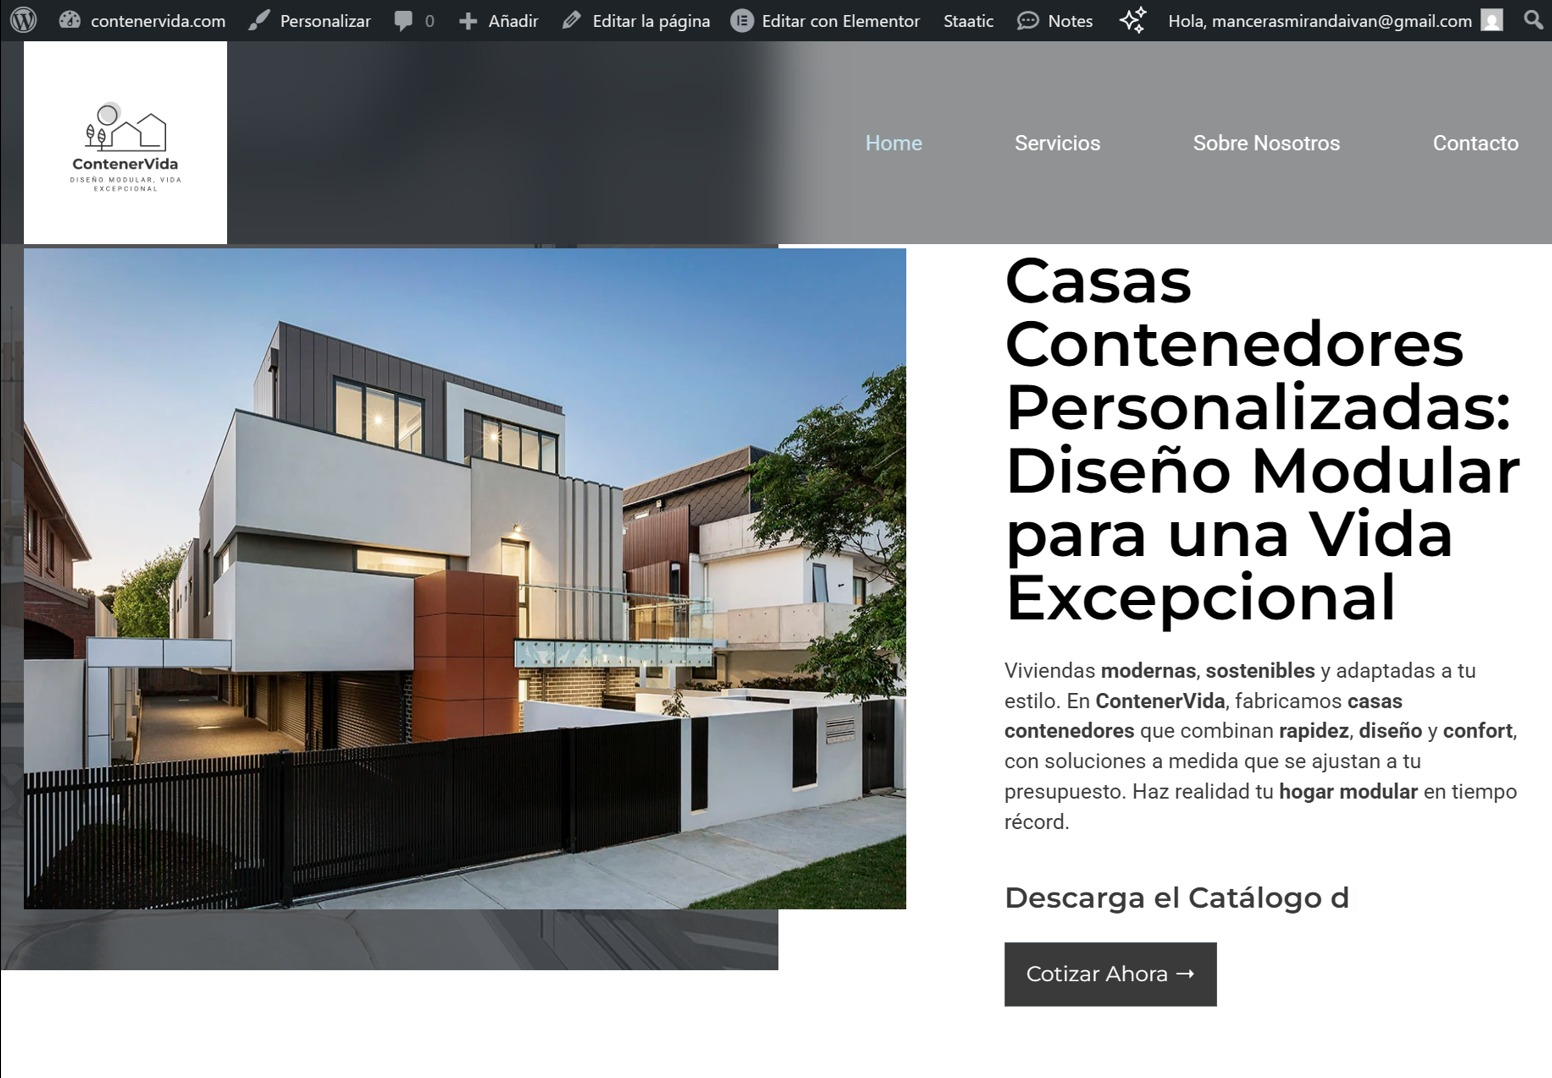 contenervida.com Personalizar 0 Añadir Editar la página Editar con Elementor Staatic Notes Hola, mancerasmirandaivan@gmail.com
ContenerVida
DISEÑO MODULAR, VIDA
EXCEPCIONAL
Home Servicios Sobre Nosotros Contacto
Casas
Contenedores
Personalizadas:
Diseño Modular
para una Vida
Excepcional
Viviendas modernas, sostenibles y adaptadas a tu
estilo. En ContenerVida, fabricamos casas
contenedores que combinan rapidez, diseño y confort,
con soluciones a medida que se ajustan a tu
presupuesto. Haz realidad tu hogar modular en tiempo
récord.
Descarga el Catálogo d
Cotizar Ahora →